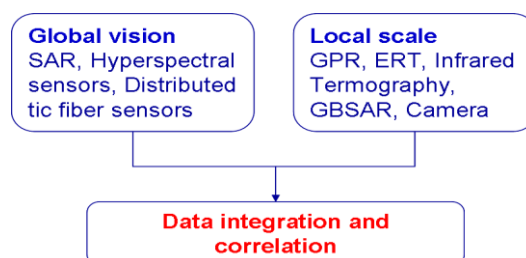 Global vision
SAR, Hyperspectral
sensors, Distributed
tic fiber sensors
Local scale
GPR, ERT, Infrared
Termography,
GBSAR, Camera
Data integration and
correlation